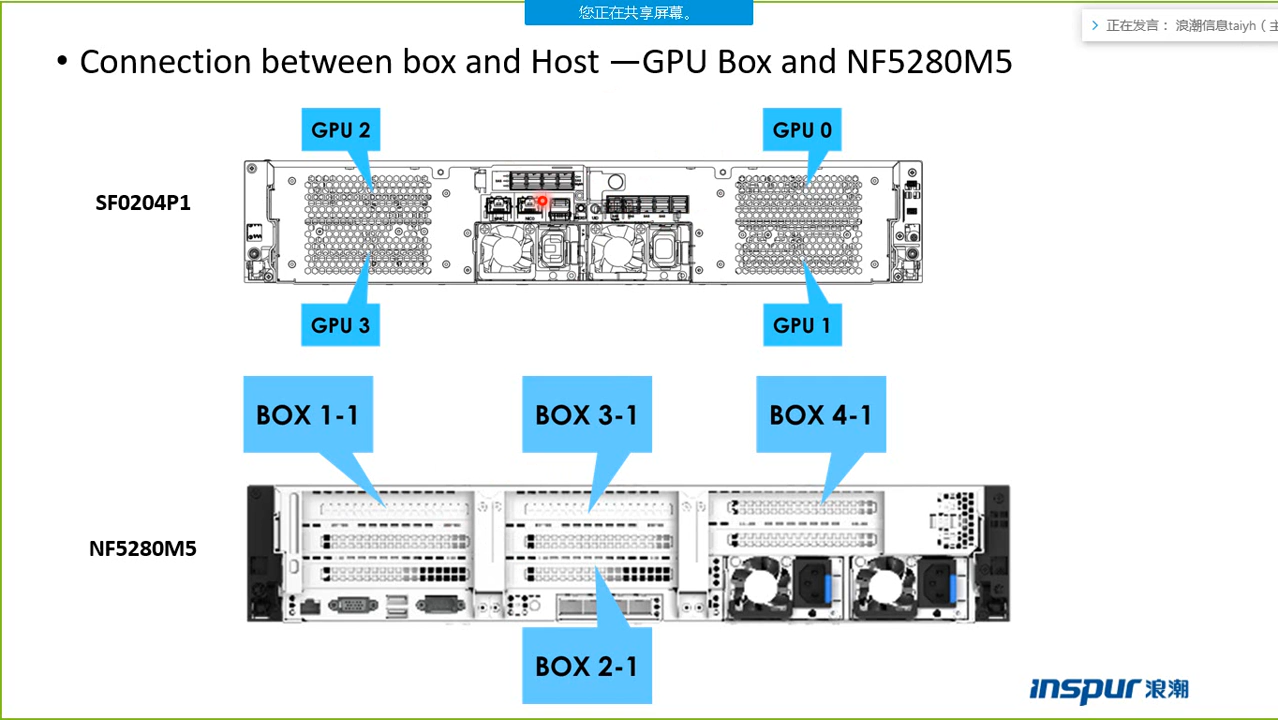 您正在共享屏幕。
正在发言： 浪潮信息taiyh（主
• Connection between box and Host —GPU Box and NF5280M5
GPU 2
GPU 0
SF0204P1
GPU 3
GPU 1
BOX 1-1
BOX 3-1
BOX 4-1
NF5280M5
BOX 2-1
inspur 浪潮